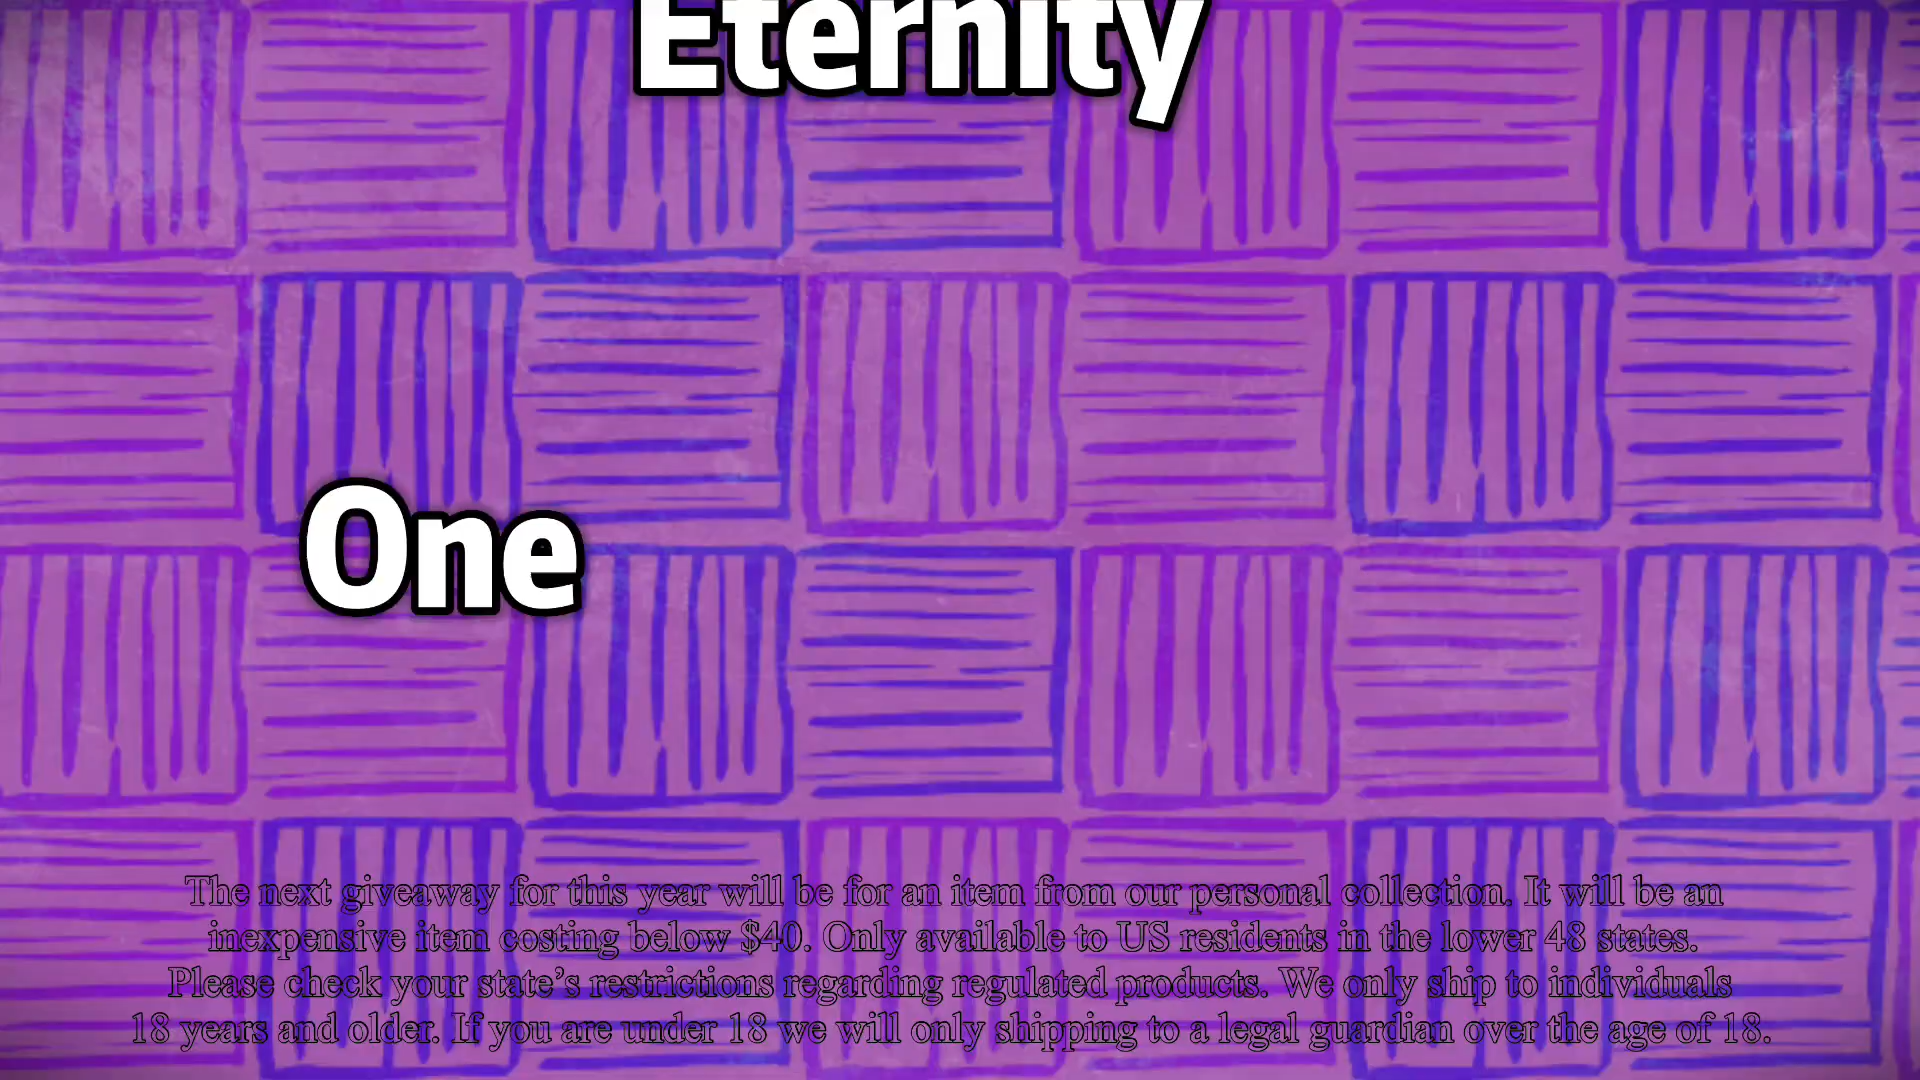 Eternity
One
The next giveaway for this year will be for an item from our personal collection. It will be an
inexpensive item costing below $40. Only available to US residents in the lower 48 states.
Please check your state’s restrictions regarding regulated products. We only ship to individuals
18 years and older. If you are under 18 we will only shipping to a legal guardian over the age of 18.